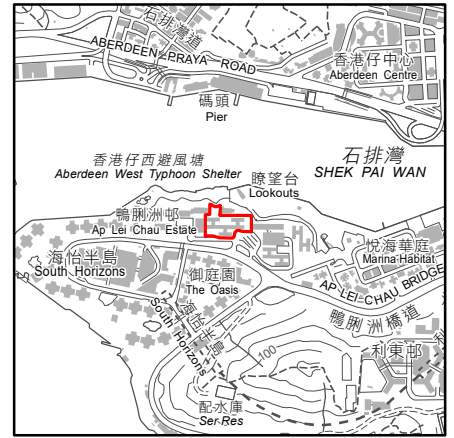 石排灣道
ABERDEEN PRAYA ROAD
香港仔中心
Aberdeen Centre
碼頭
Pier
香港仔西避風塘
Aberdeen West Typhoon Shelter
石排灣
SHEK PAI WAN
瞭望台
Lookouts
鴨脷洲邨
Ap Lei Chau Estate
海怡半島
South Horizons
御庭園
The Oasis
悅海華庭
Marina Habitat
AP LEI CHAU BRIDGE
鴨脷洲橋道
海怡半島
South Horizons
100
利東邨
配水庫
Ser Res